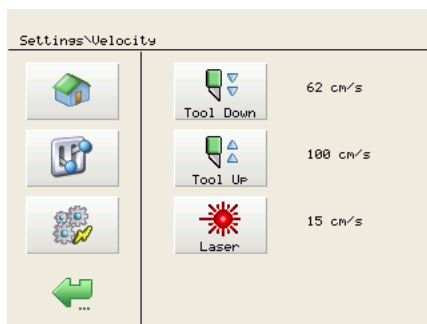 Settings\Velocity
62 cm/s
Tool Down
100 cm/s
Tool Up
15 cm/s
Laser
...